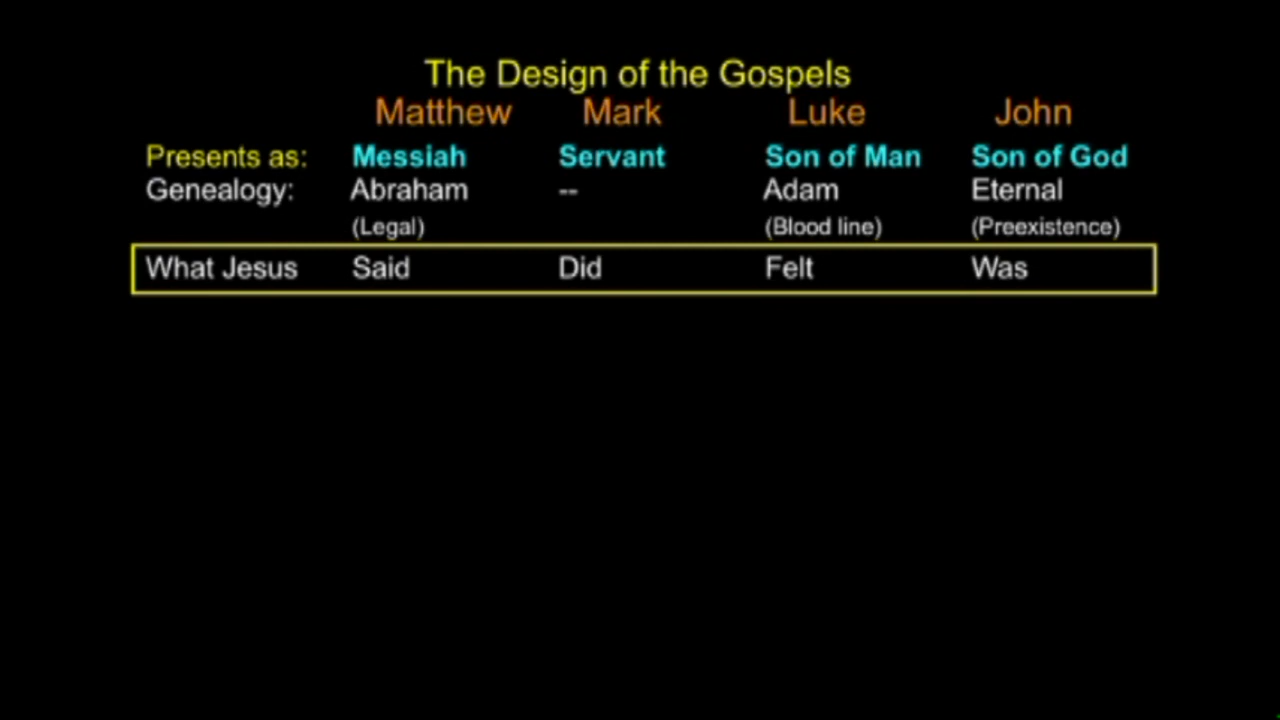 The Design of the Gospels
Matthew Mark Luke John
Presents as: Messiah Servant Son of Man Son of God
Genealogy: Abraham -- Adam Eternal
(Legal) (Blood line) (Preexistence)
What Jesus Said Did Felt Was